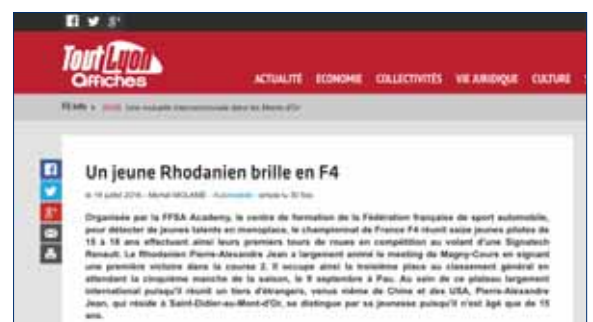 Tout Lyon
Affiches
ACTUALITÉ ECONOMIE COLLECTIVITÉS VIE JURIDIQUE CULTURE
Une mutuelle intercommunale dans les Monts d'Or
Un jeune Rhodanien brille en F4
Organisée par la FFSA Academy, le centre de formation de la Fédération française de sport automobile,
pour détecter de jeunes talents en monoplace, le championnat de France F4 réunit seize jeunes pilotes de
15 à 18 ans effectuant ainsi leurs premiers tours de roues en compétition au volant d'une Signatech
Renault. Le Rhodanien Pierre-Alexandre Jean a largement animé le meeting de Magny-Cours en signant
une première victoire dans la course 2. Il occupe ainsi la troisième place au classement général en
attendant la cinquième manche de la saison, le 9 septembre à Pau. Au sein de ce plateau largement
international puisqu'il réunit un tiers d'étrangers, venus même de Chine et des USA, Pierre-Alexandre
Jean, qui réside à Saint-Didier-au-Mont-d'Or, se distingue par sa jeunesse puisqu'il n'est âgé que de 15
ans.